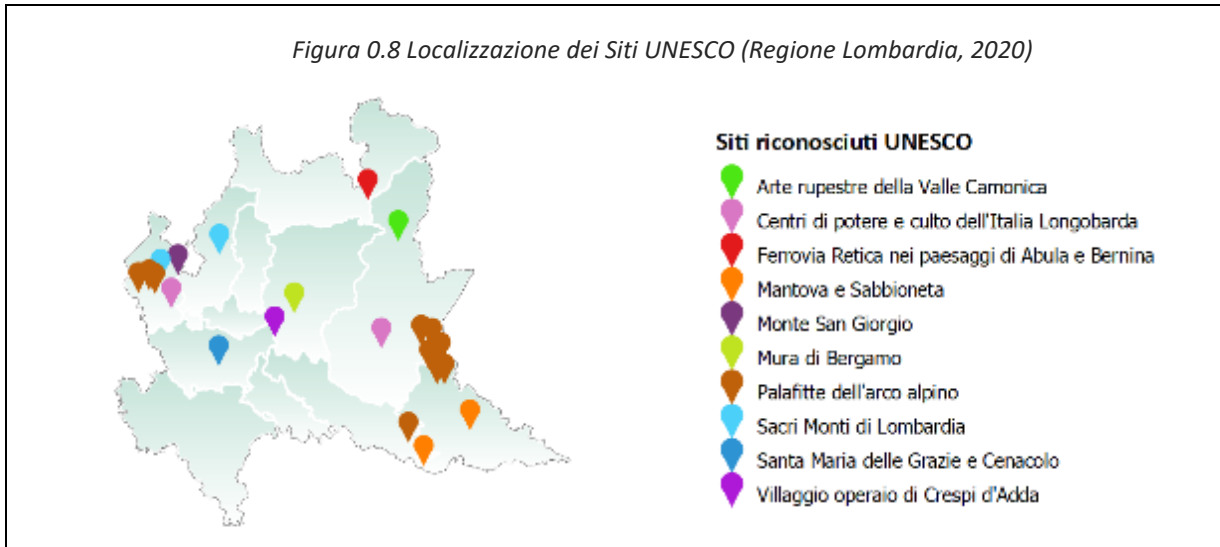 Figura 0.8 Localizzazione dei Siti UNESCO (Regione Lombardia, 2020)
Siti riconosciuti UNESCO
Arte rupestre della Valle Camonica
Centri di potere e culto dell'Italia Longobarda
Ferrovia Retica nei paesaggi di Abula e Bernina
Mantova e Sabbioneta
Monte San Giorgio
Mura di Bergamo
Palafitte dell'arco alpino
Sacri Monti di Lombardia
Santa Maria delle Grazie e Cenacolo
Villaggio operaio di Crespi d'Adda